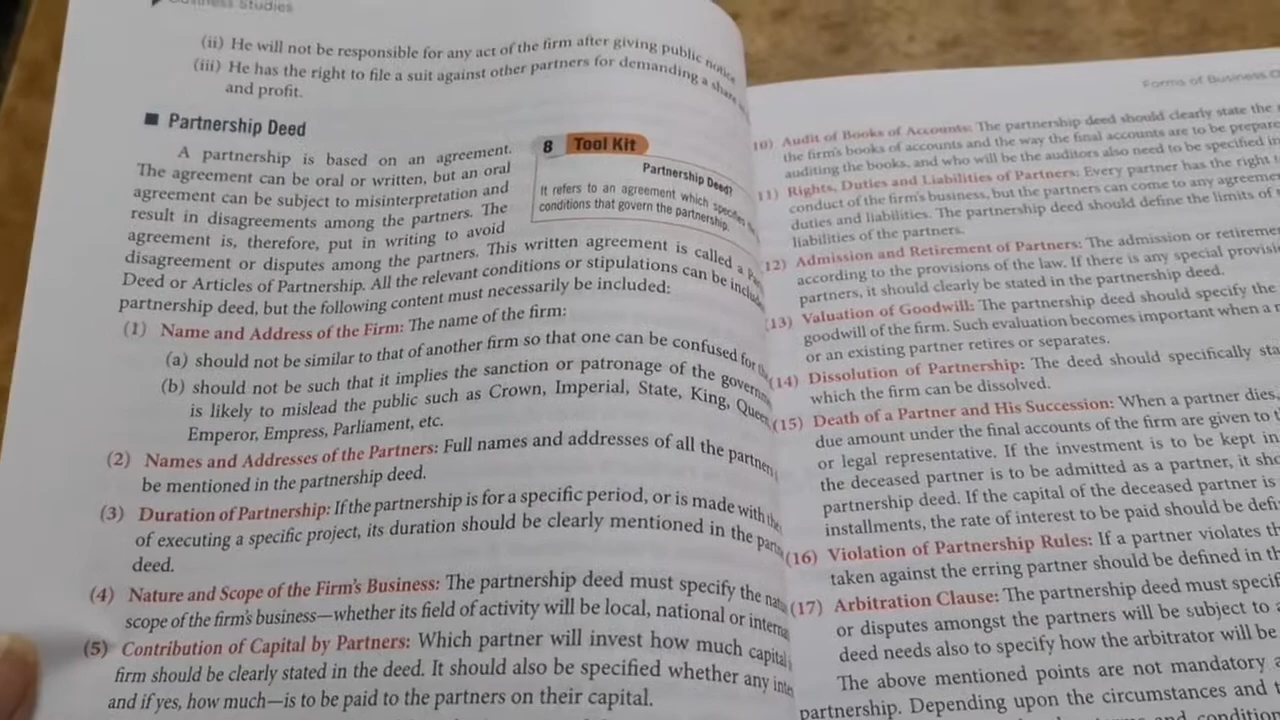 Business Studies
(ii) He will not be responsible for any act of the firm after giving public notice
(iii) He has the right to file a suit against other partners for demanding a share
and profit.
■ Partnership Deed
A partnership is based on an agreement.
The agreement can be oral or written, but an oral
agreement can be subject to misinterpretation and
result in disagreements among the partners. The
agreement is, therefore, put in writing to avoid
disagreement or disputes among the partners. This written agreement is called a
Deed or Articles of Partnership. All the relevant conditions or stipulations can be
partnership deed, but the following content must necessarily be included:
8 Tool Kit
Partnership Deed?
It refers to an agreement which specifies
conditions that govern the partnership.
(1) Name and Address of the Firm: The name of the firm:
(a) should not be similar to that of another firm so that one can be confused for
(b) should not be such that it implies the sanction or patronage of the
is likely to mislead the public such as Crown, Imperial, State, King,
Emperor, Empress, Parliament, etc.
(2) Names and Addresses of the Partners: Full names and addresses of all the
be mentioned in the partnership deed.
(3) Duration of Partnership: If the partnership is for a specific period, or is made with
of executing a specific project, its duration should be clearly mentioned in the
deed.
(4) Nature and Scope of the Firm's Business: The partnership deed must specify the
scope of the firm's business—whether its field of activity will be local, national or
(5) Contribution of Capital by Partners: Which partner will invest how much capital
firm should be clearly stated in the deed. It should also be specified whether any
and if yes, how much—is to be paid to the partners on their capital.
Forms of Business
10) Audit of Books of Accounts: The partnership deed should clearly state the
the firm's books of accounts and the way the final accounts are to be
auditing the books, and who will be the auditors also need to be specified in
11) Rights, Duties and Liabilities of Partners: Every partner has the right
conduct of the firm's business, but the partners can come to any
duties and liabilities. The partnership deed should define the limits of
liabilities of the partners.
12) Admission and Retirement of Partners: The admission or
according to the provisions of the law. If there is any special
partners, it should clearly be stated in the partnership deed.
(13) Valuation of Goodwill: The partnership deed should specify the
goodwill of the firm. Such evaluation becomes important when a
or an existing partner retires or separates.
(14) Dissolution of Partnership: The deed should specifically
which the firm can be dissolved.
(15) Death of a Partner and His Succession: When a partner dies,
due amount under the final accounts of the firm are given to
or legal representative. If the investment is to be kept in
the deceased partner is to be admitted as a partner, it
partnership deed. If the capital of the deceased partner is
installments, the rate of interest to be paid should be
(16) Violation of Partnership Rules: If a partner violates
taken against the erring partner should be defined in
(17) Arbitration Clause: The partnership deed must
or disputes amongst the partners will be subject to
deed needs also to specify how the arbitrator will be
The above mentioned points are not mandatory
partnership. Depending upon the circumstances and